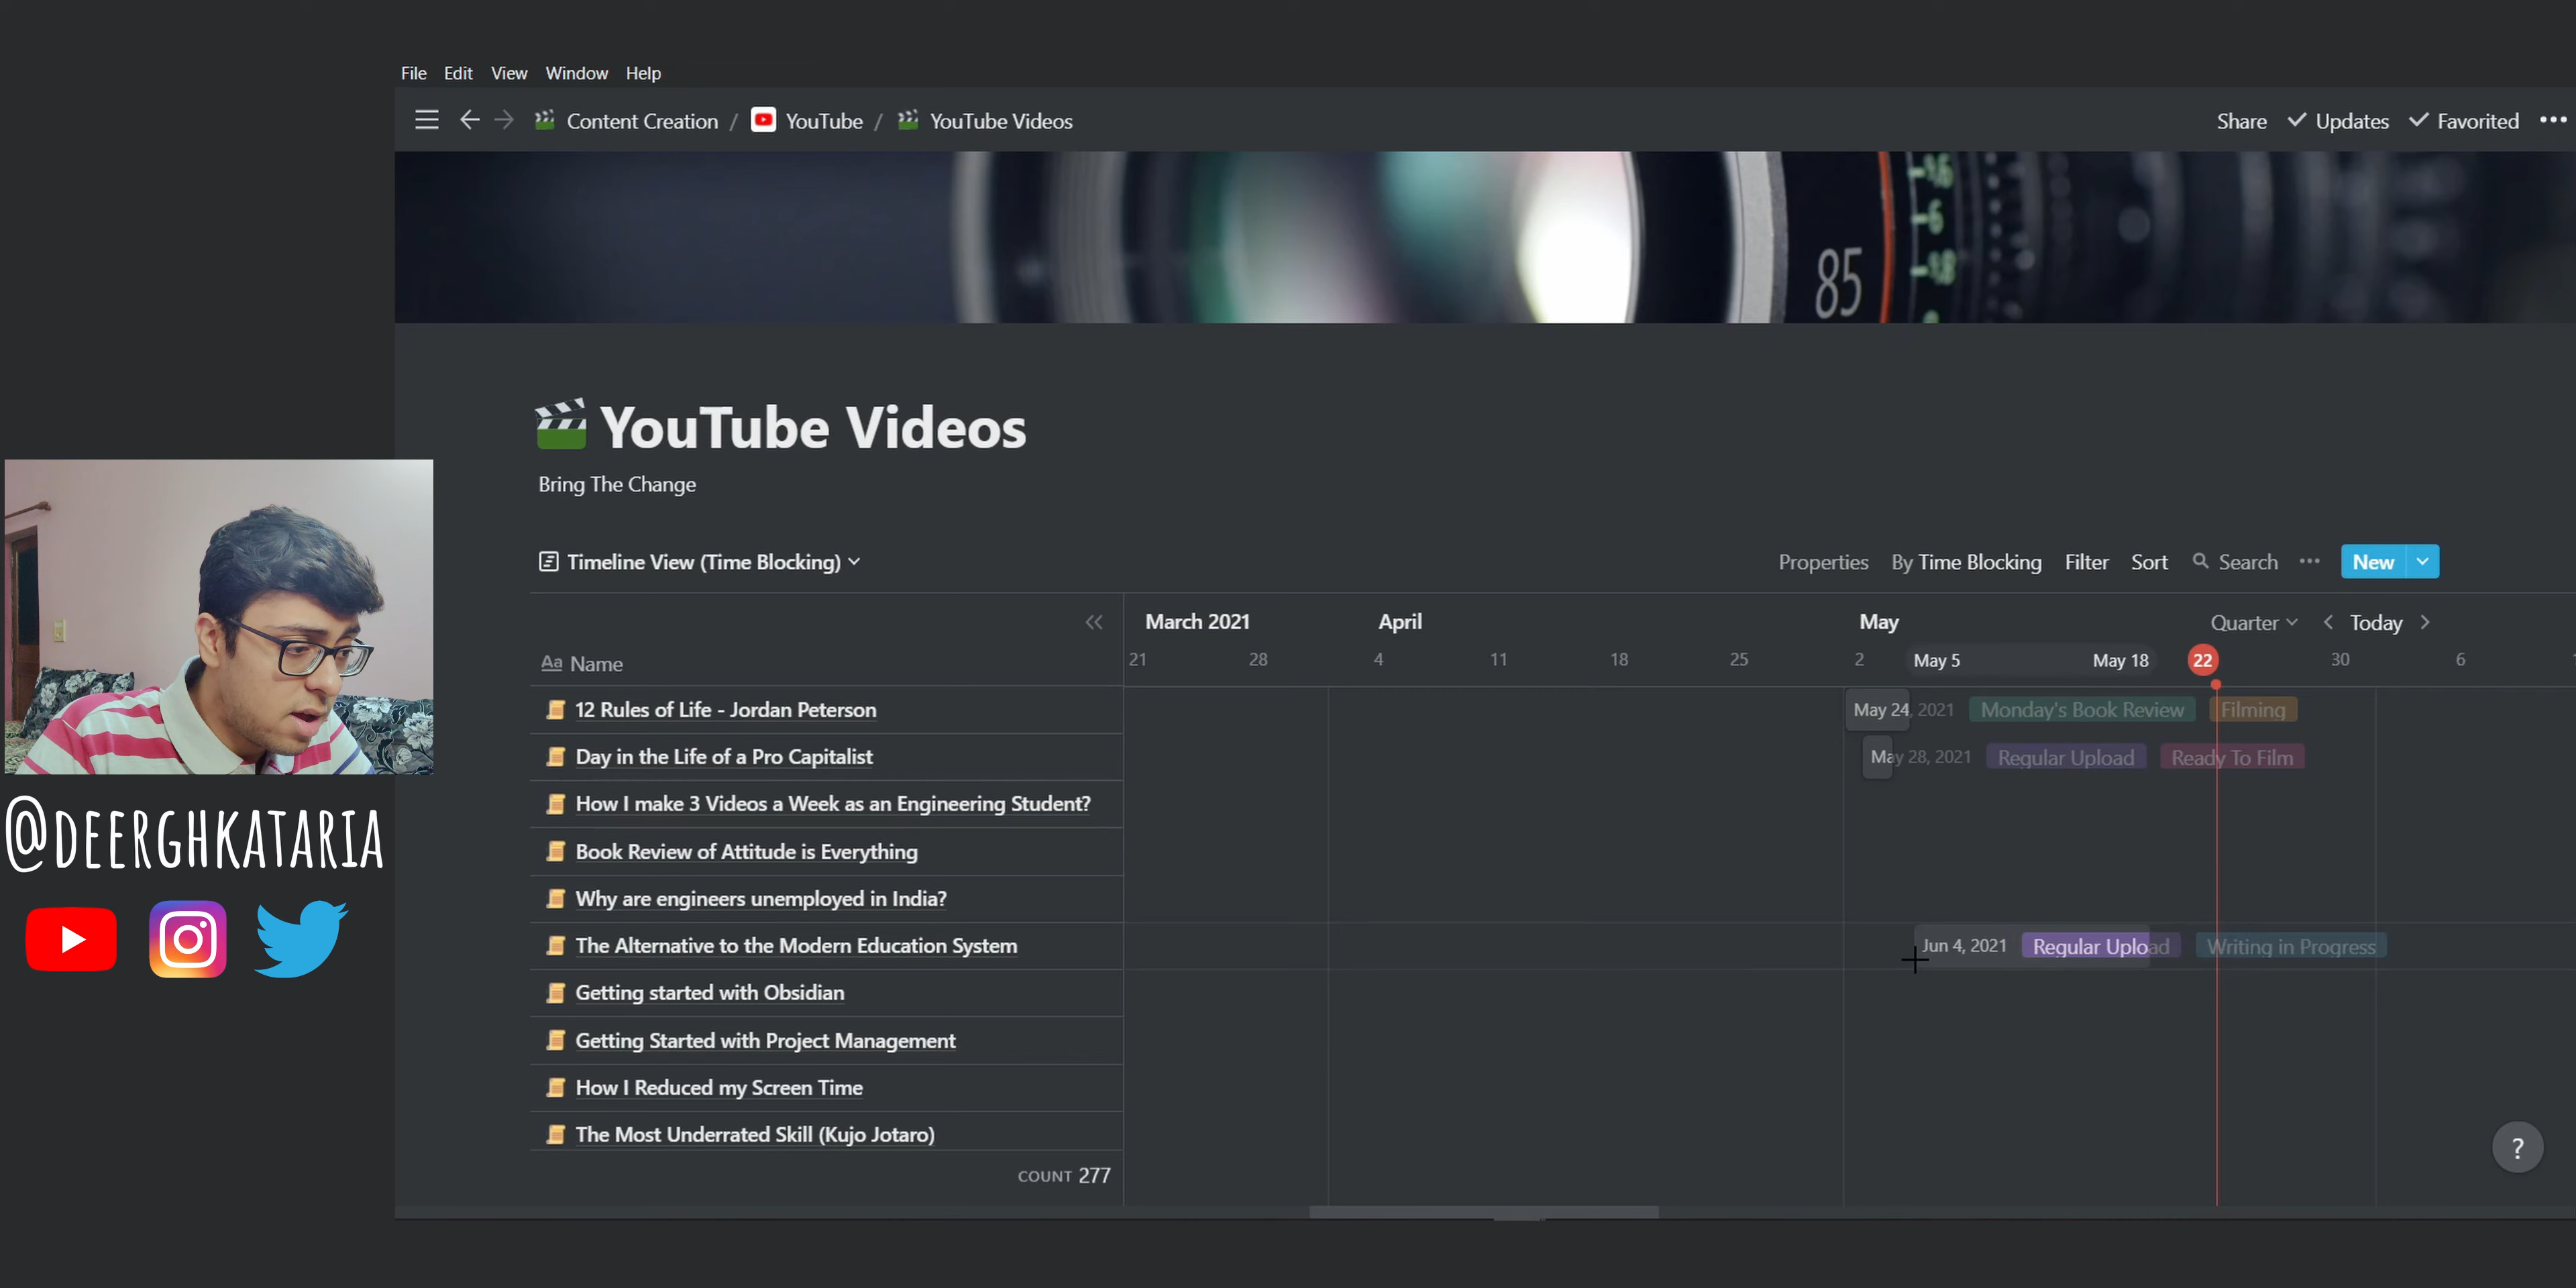 File Edit View Window Help
Content Creation / YouTube / YouTube Videos
Share Updates Favorited
85
-6
YouTube Videos
Bring The Change
Timeline View (Time Blocking)
Properties By Time Blocking Filter Sort Search New
March 2021 April May Quarter Today
Aa Name
21 28 4 11 18 25 2 May 5 May 18 22 30 6
12 Rules of Life - Jordan Peterson
May 24, 2021 Monday's Book Review Filming
Day in the Life of a Pro Capitalist
May 28, 2021 Regular Upload Ready To Film
How I make 3 Videos a Week as an Engineering Student?
Book Review of Attitude is Everything
Why are engineers unemployed in India?
The Alternative to the Modern Education System
Jun 4, 2021 Regular Upload Writing in Progress
Getting started with Obsidian
Getting Started with Project Management
How I Reduced my Screen Time
The Most Underrated Skill (Kujo Jotaro)
COUNT 277
?
@DEERGHKATARIA